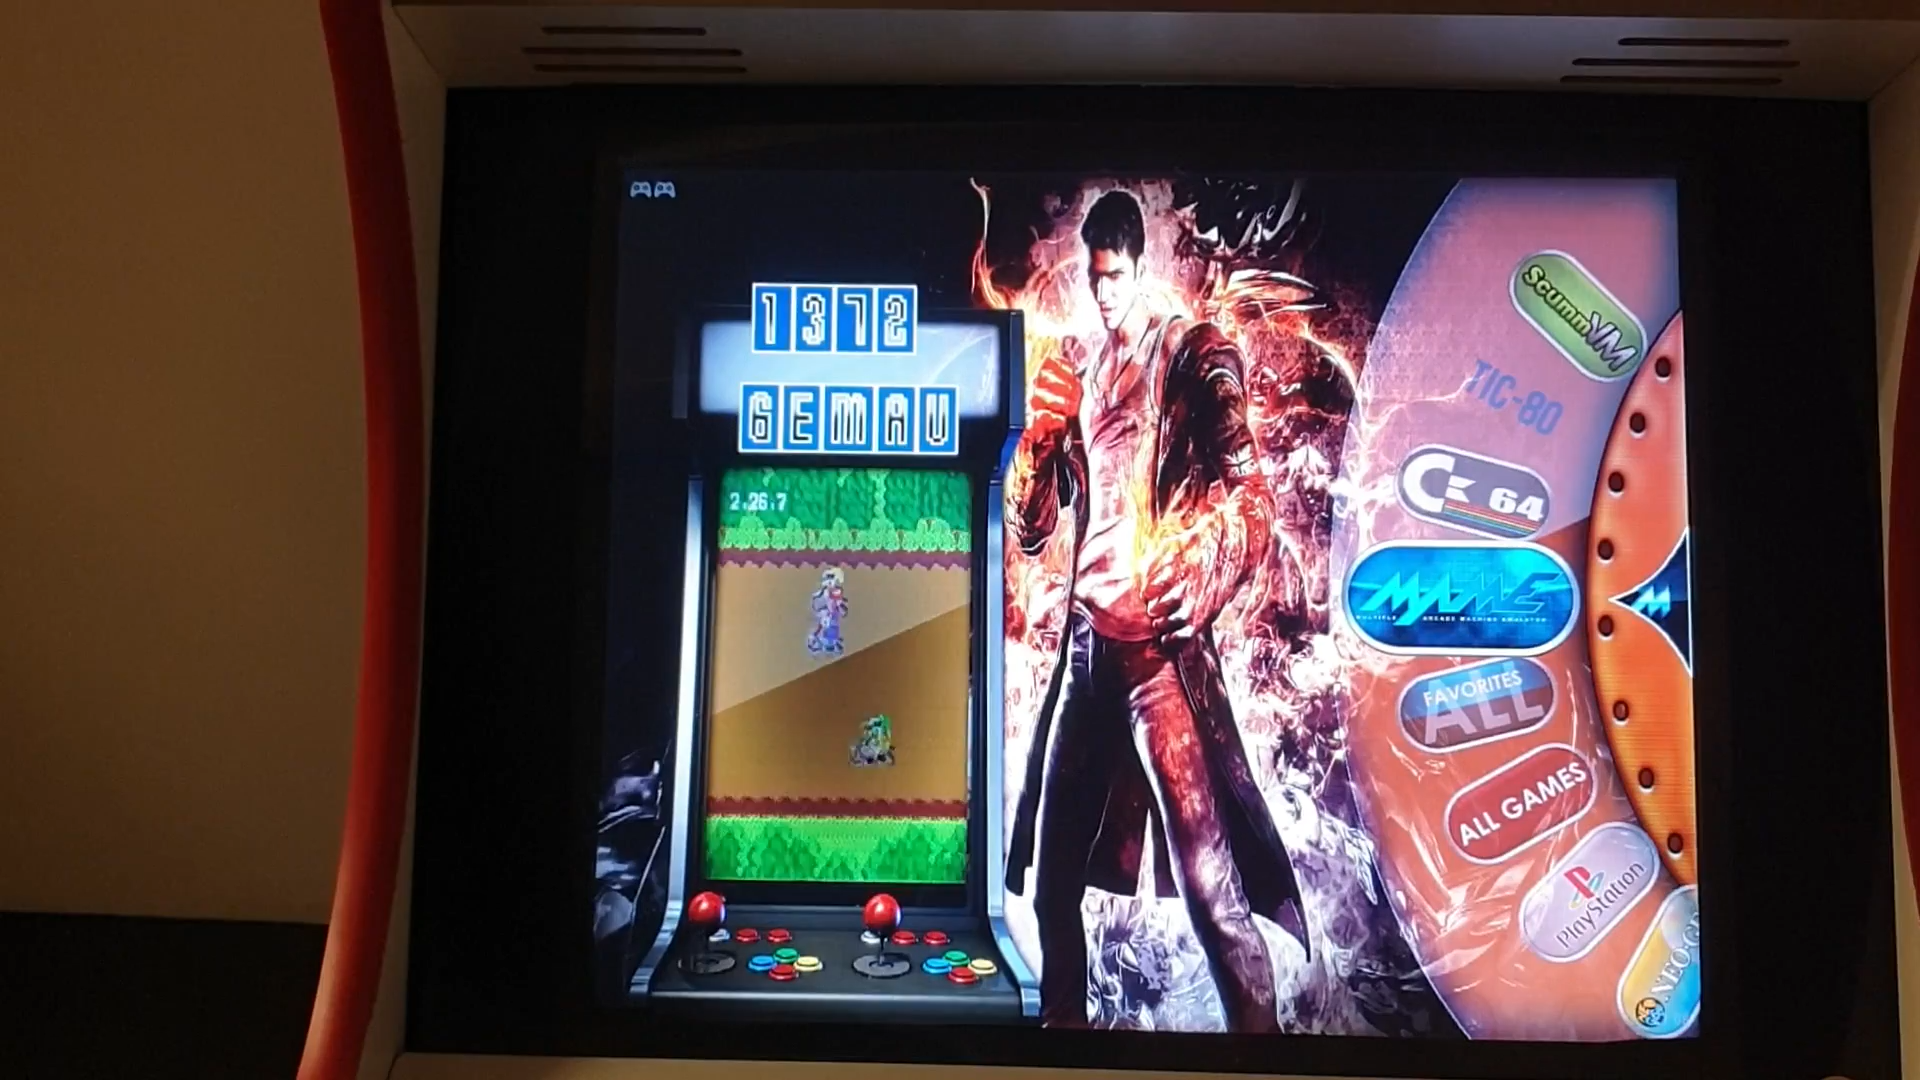 1372
GEMAU
2:26:7
ScummVM
TIC-80
C 64
MAME
MULTIPLE ARCADE MACHINE EMULATOR
FAVORITES
ALL
ALL GAMES
PlayStation
NEO·G